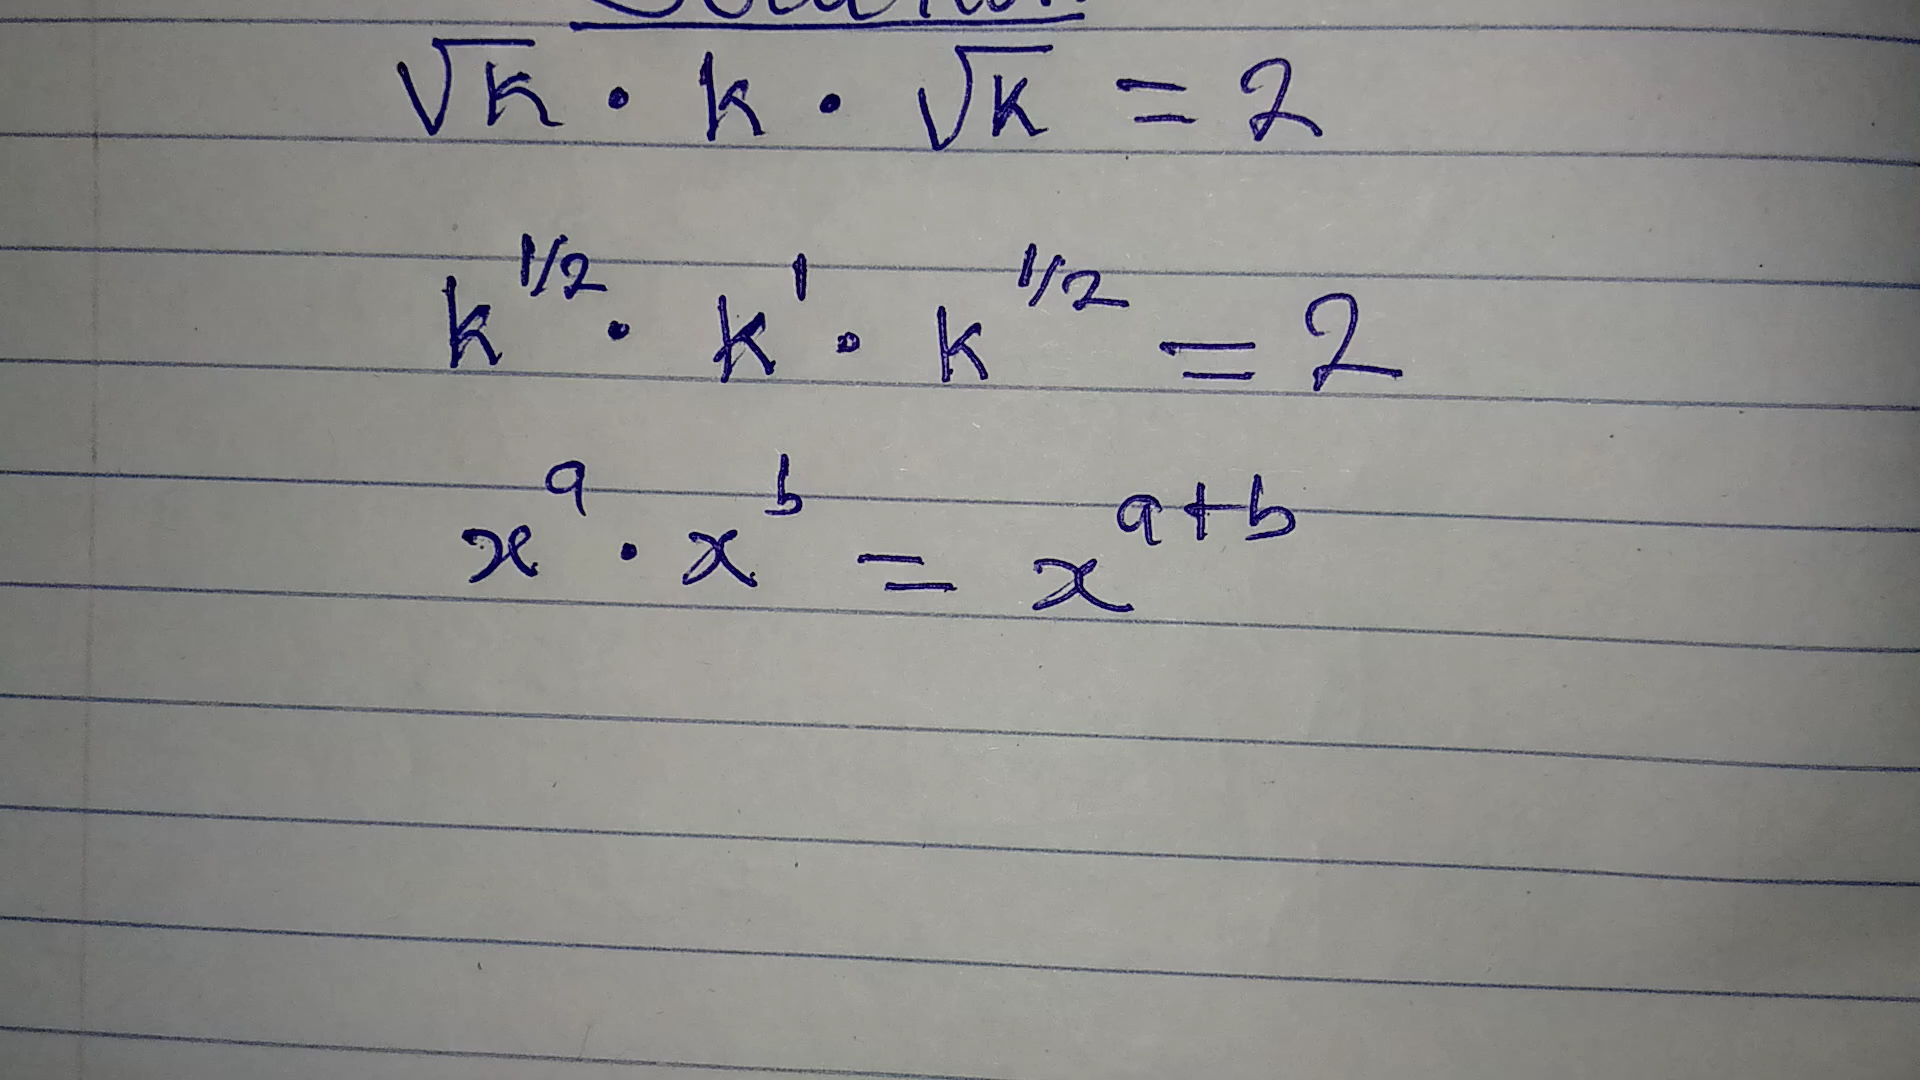 √k · k · √k = 2
k^1/2 · k^1 · k^1/2 = 2
x^a · x^b = x^a+b